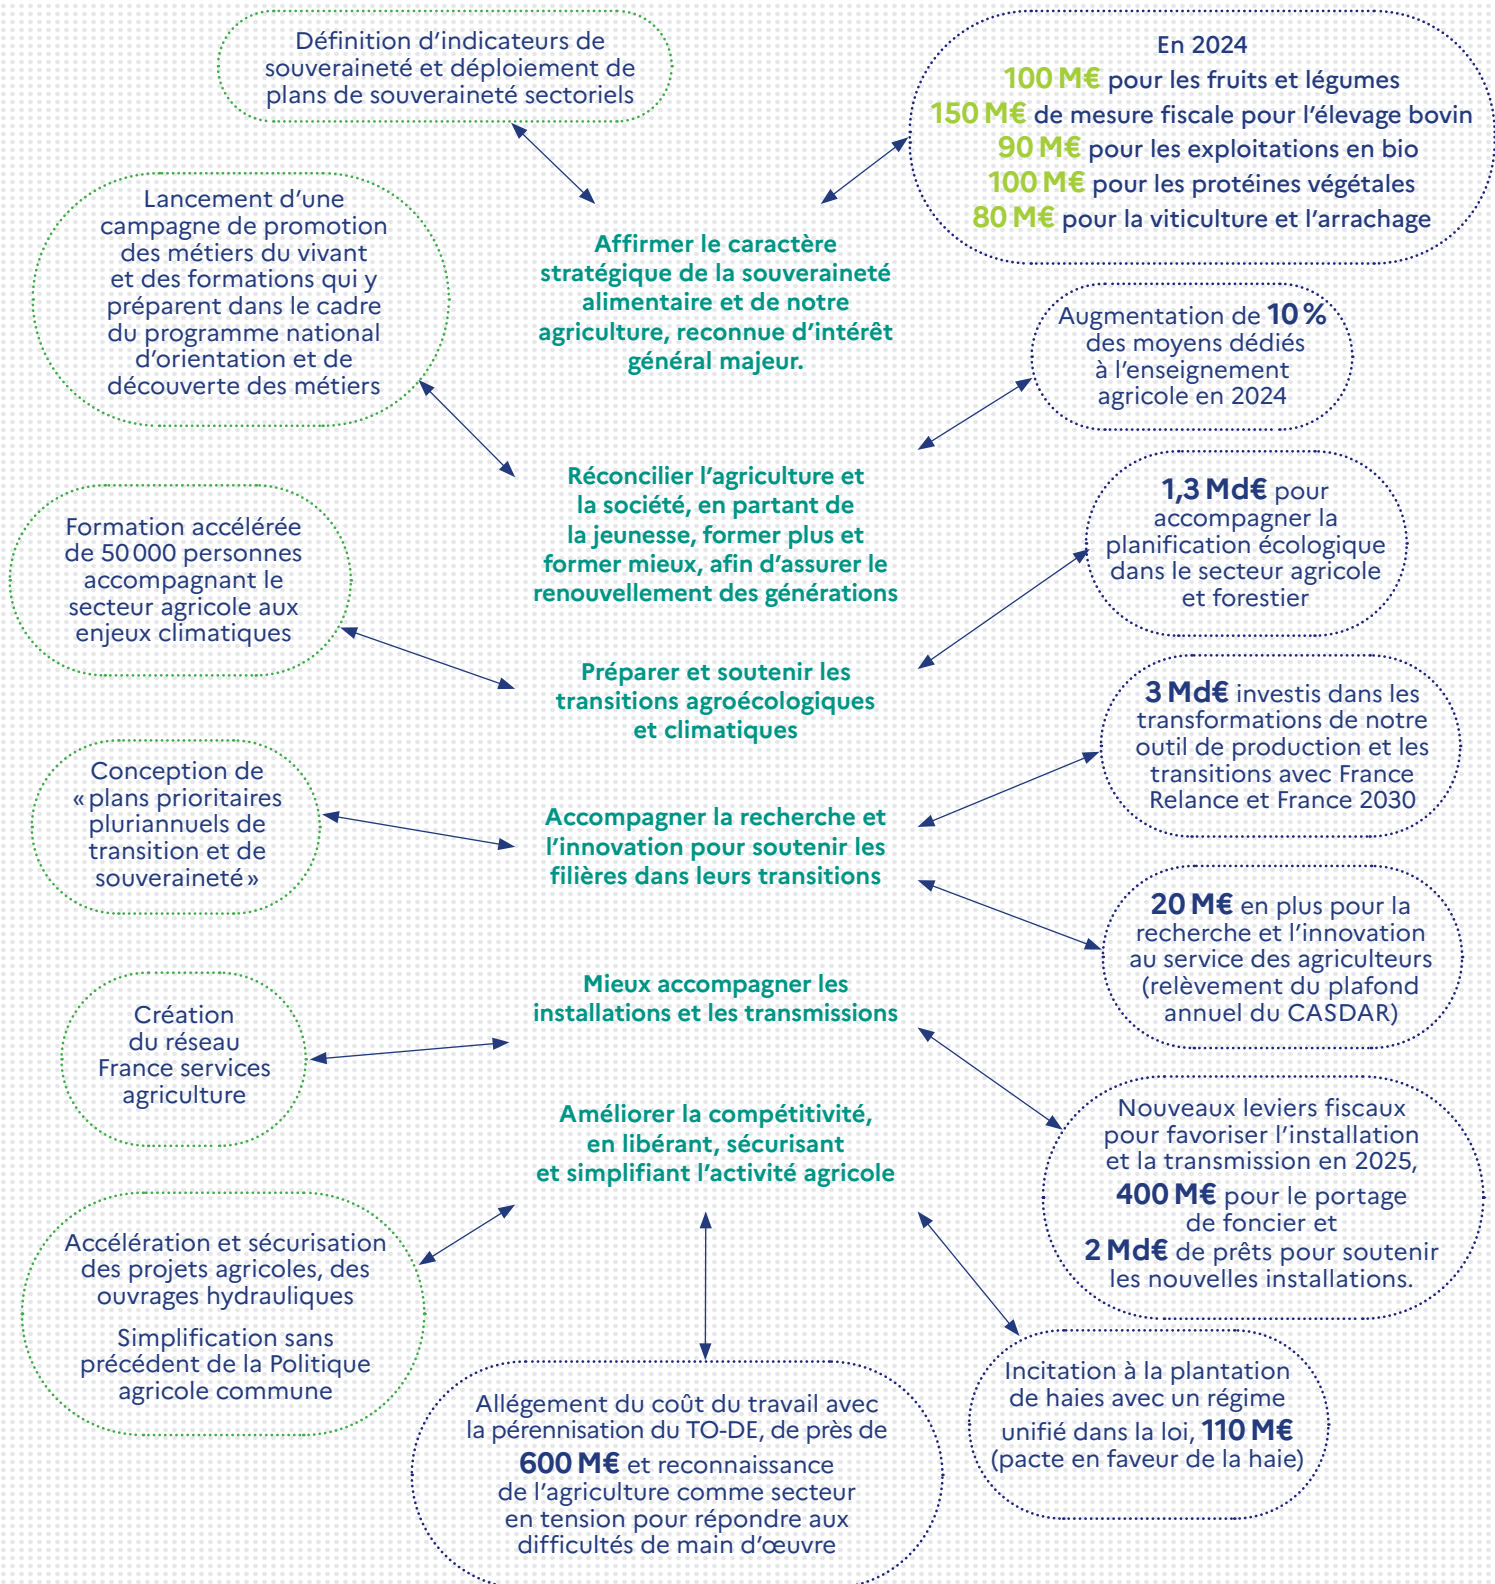 Définition d’indicateurs de
souveraineté et déploiement de
plans de souveraineté sectoriels
En 2024
100 M€ pour les fruits et légumes
150 M€ de mesure fiscale pour l’élevage bovin
90 M€ pour les exploitations en bio
100 M€ pour les protéines végétales
80 M€ pour la viticulture et l’arrachage
Lancement d’une
campagne de promotion
des métiers du vivant
et des formations qui y
préparent dans le cadre
du programme national
d’orientation et de
découverte des métiers
Affirmer le caractère
stratégique de la souveraineté
alimentaire et de notre
agriculture, reconnue d’intérêt
général majeur.
Augmentation de 10 %
des moyens dédiés
à l’enseignement
agricole en 2024
Réconcilier l’agriculture et
la société, en partant de
la jeunesse, former plus et
former mieux, afin d’assurer le
renouvellement des générations
Formation accélérée
de 50 000 personnes
accompagnant le
secteur agricole aux
enjeux climatiques
1,3 Md€ pour
accompagner la
planification écologique
dans le secteur agricole
et forestier
Préparer et soutenir les
transitions agroécologiques
et climatiques
3 Md€ investis dans les
transformations de notre
outil de production et les
transitions avec France
Relance et France 2030
Conception de
« plans prioritaires
pluriannuels de
transition et de
souveraineté »
Accompagner la recherche et
l’innovation pour soutenir les
filières dans leurs transitions
20 M€ en plus pour la
recherche et l’innovation
au service des agriculteurs
(relèvement du plafond
annuel du CASDAR)
Mieux accompagner les
installations et les transmissions
Création
du réseau
France services
agriculture
Nouveaux leviers fiscaux
pour favoriser l’installation
et la transmission en 2025,
400 M€ pour le portage
de foncier et
2 Md€ de prêts pour soutenir
les nouvelles installations.
Améliorer la compétitivité,
en libérant, sécurisant
et simplifiant l’activité agricole
Accélération et sécurisation
des projets agricoles, des
ouvrages hydrauliques
Simplification sans
précédent de la Politique
agricole commune
Allégement du coût du travail avec
la pérennisation du TO-DE, de près de
600 M€ et reconnaissance
de l’agriculture comme secteur
en tension pour répondre aux
difficultés de main d’œuvre
Incitation à la plantation
de haies avec un régime
unifié dans la loi, 110 M€
(pacte en faveur de la haie)